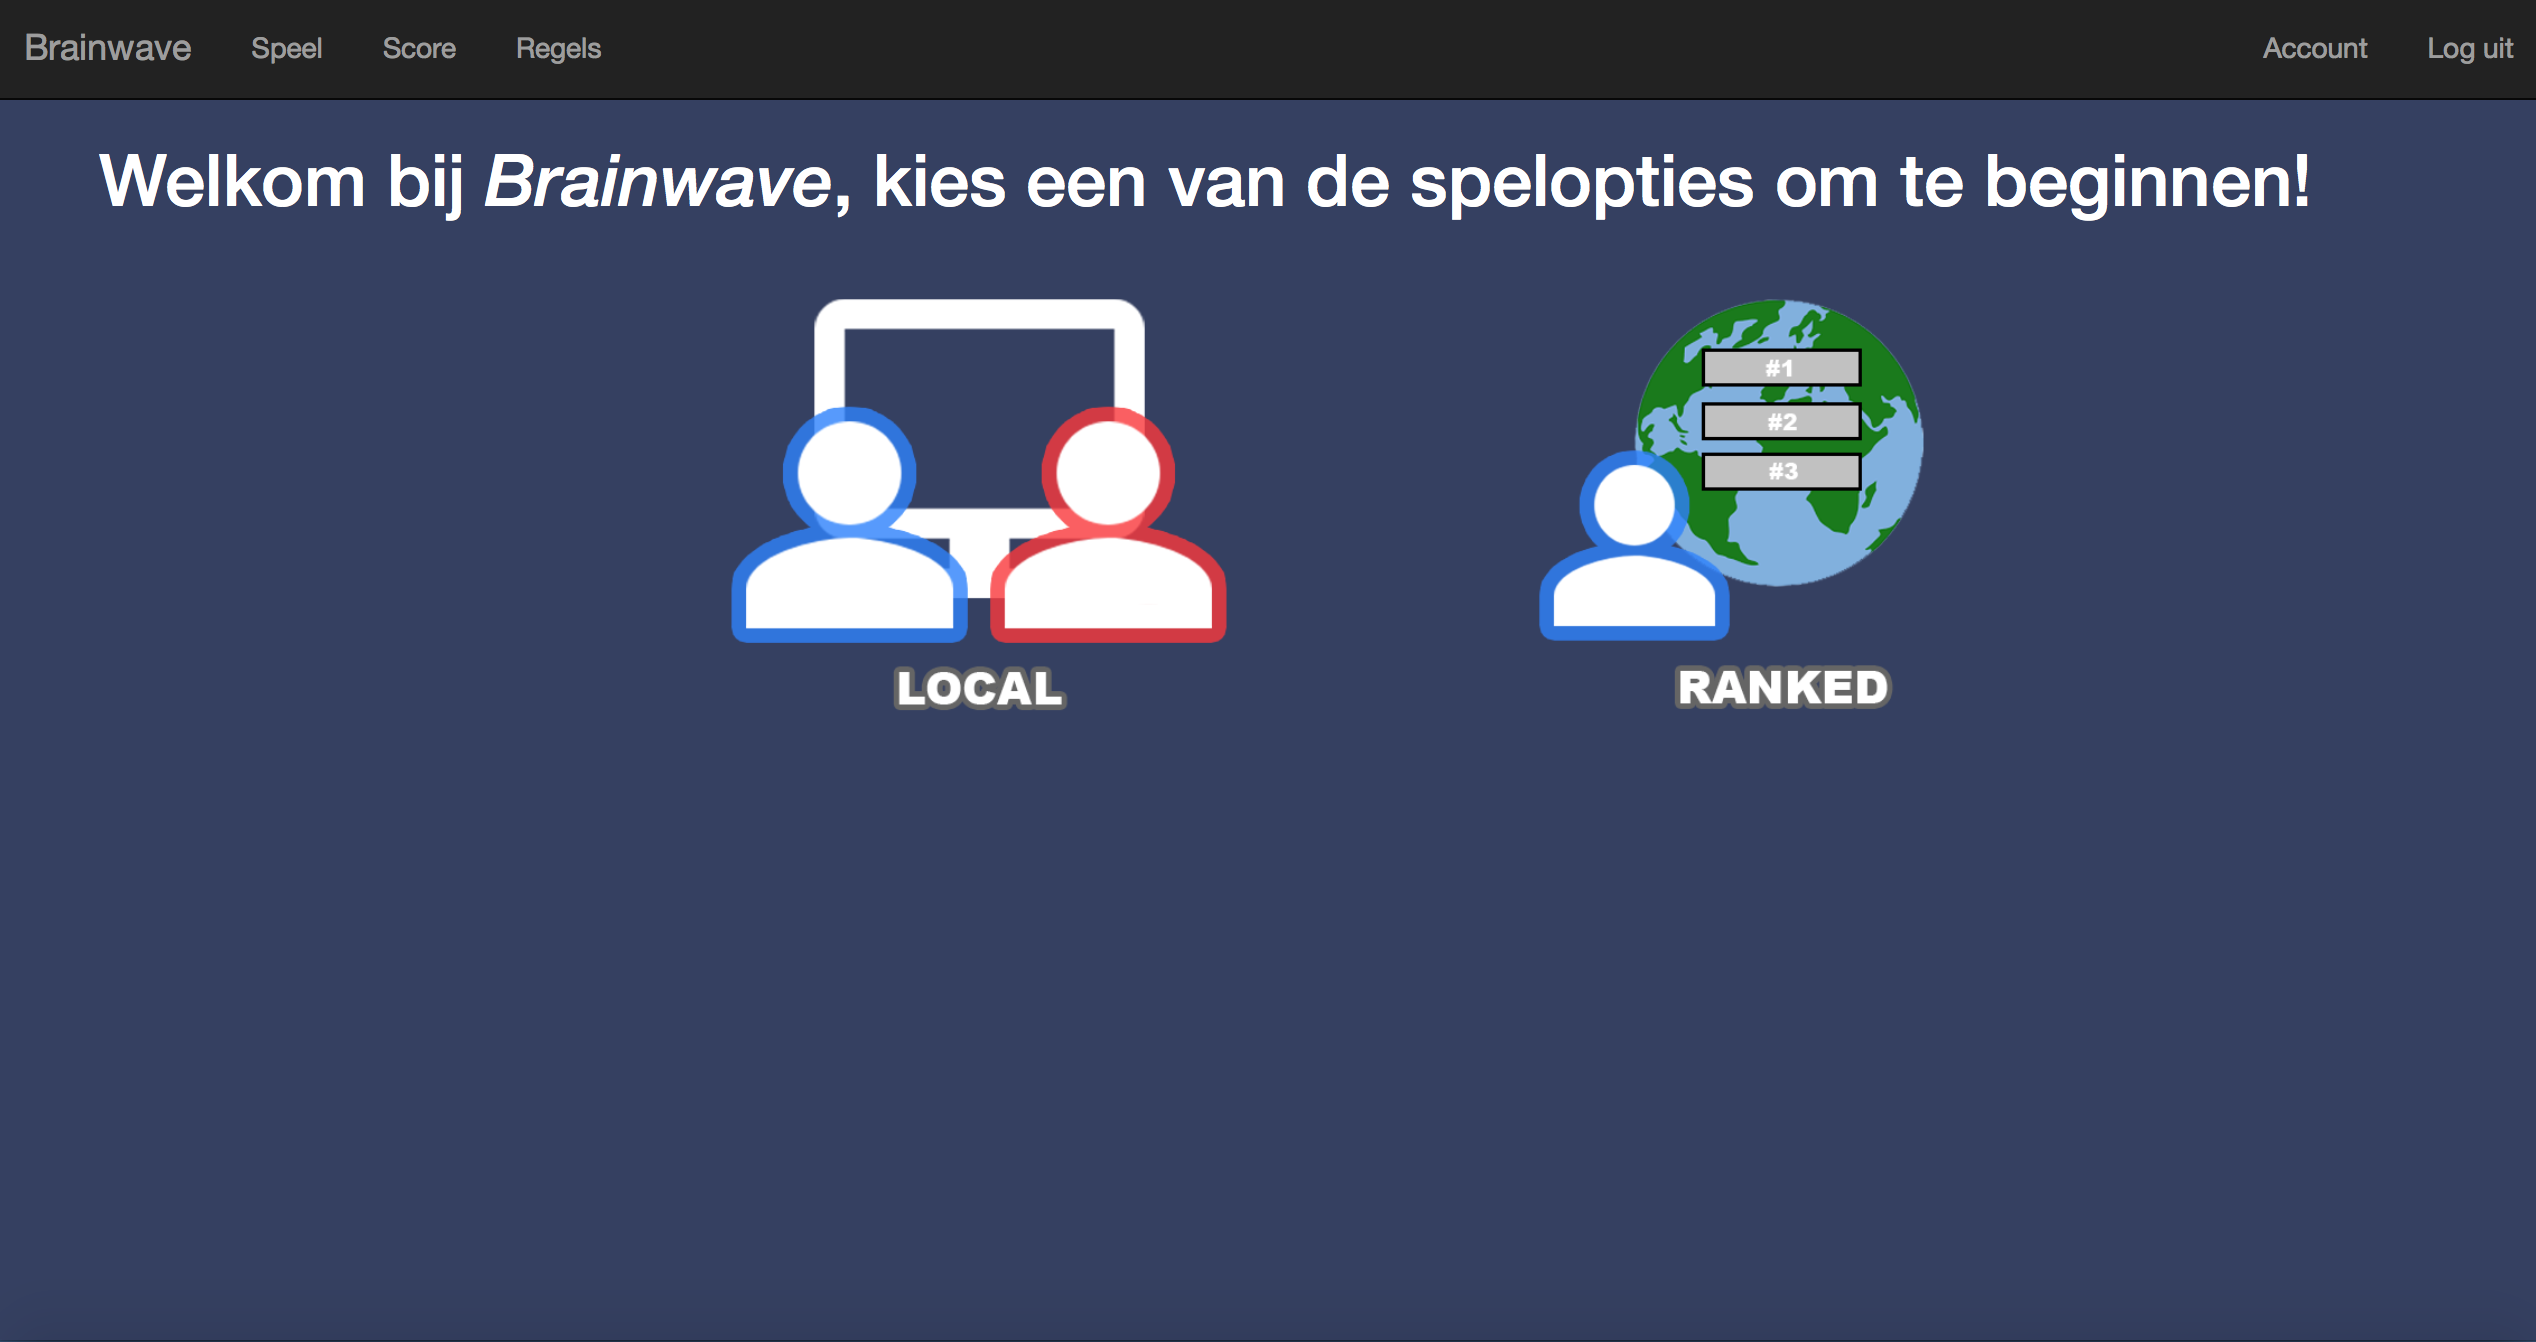 Brainwave Speel Score Regels Account Log uit
Welkom bij Brainwave, kies een van de spelopties om te beginnen!
#1
#2
#3
LOCAL
RANKED